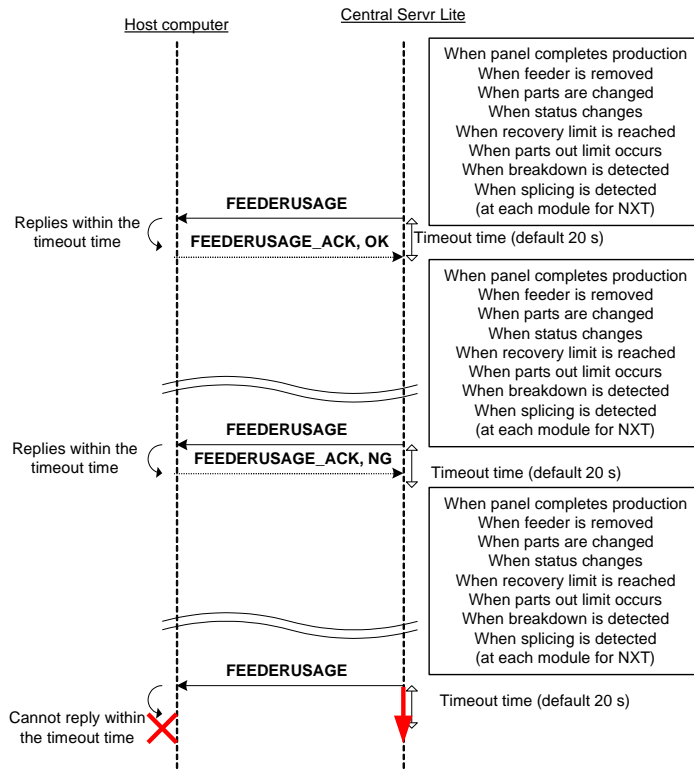 Host computer
Central Servr Lite
When panel completes production
When feeder is removed
When parts are changed
When status changes
When recovery limit is reached
When parts out limit occurs
When breakdown is detected
When splicing is detected
(at each module for NXT)
FEEDERUSAGE
Replies within the
timeout time
FEEDERUSAGE_ACK, OK
Timeout time (default 20 s)
When panel completes production
When feeder is removed
When parts are changed
When status changes
When recovery limit is reached
When parts out limit occurs
When breakdown is detected
When splicing is detected
(at each module for NXT)
FEEDERUSAGE
Replies within the
timeout time
FEEDERUSAGE_ACK, NG
Timeout time (default 20 s)
When panel completes production
When feeder is removed
When parts are changed
When status changes
When recovery limit is reached
When parts out limit occurs
When breakdown is detected
When splicing is detected
(at each module for NXT)
FEEDERUSAGE
Timeout time (default 20 s)
Cannot reply within
the timeout time